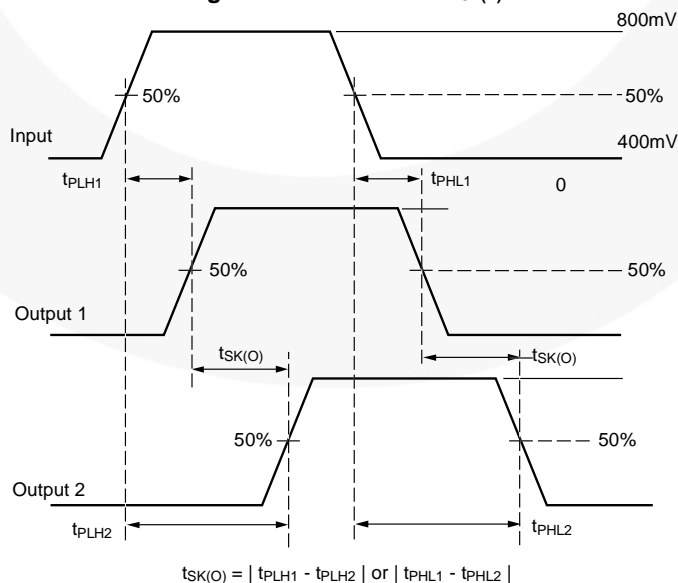 800mV
50%
50%
Input
400mV
tPLH1
tPHL1
0
50%
50%
Output 1
tSK(O)
tSK(O)
50%
50%
Output 2
tPLH2
tPHL2
tSK(O) = | tPLH1 - tPLH2 | or | tPHL1 - tPHL2 |